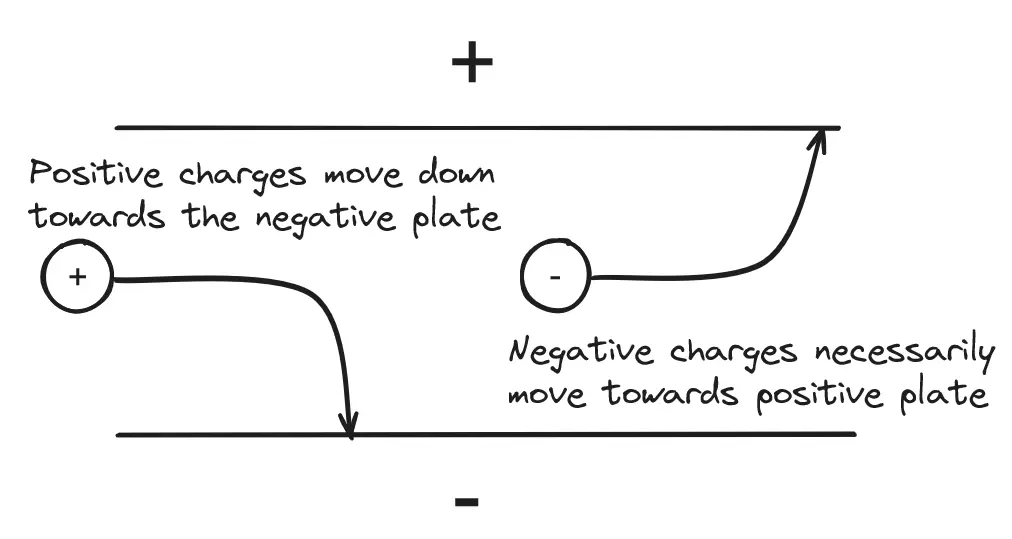 +
Positive charges move down
towards the negative plate
+
-
Negative charges necessarily
move towards positive plate
-